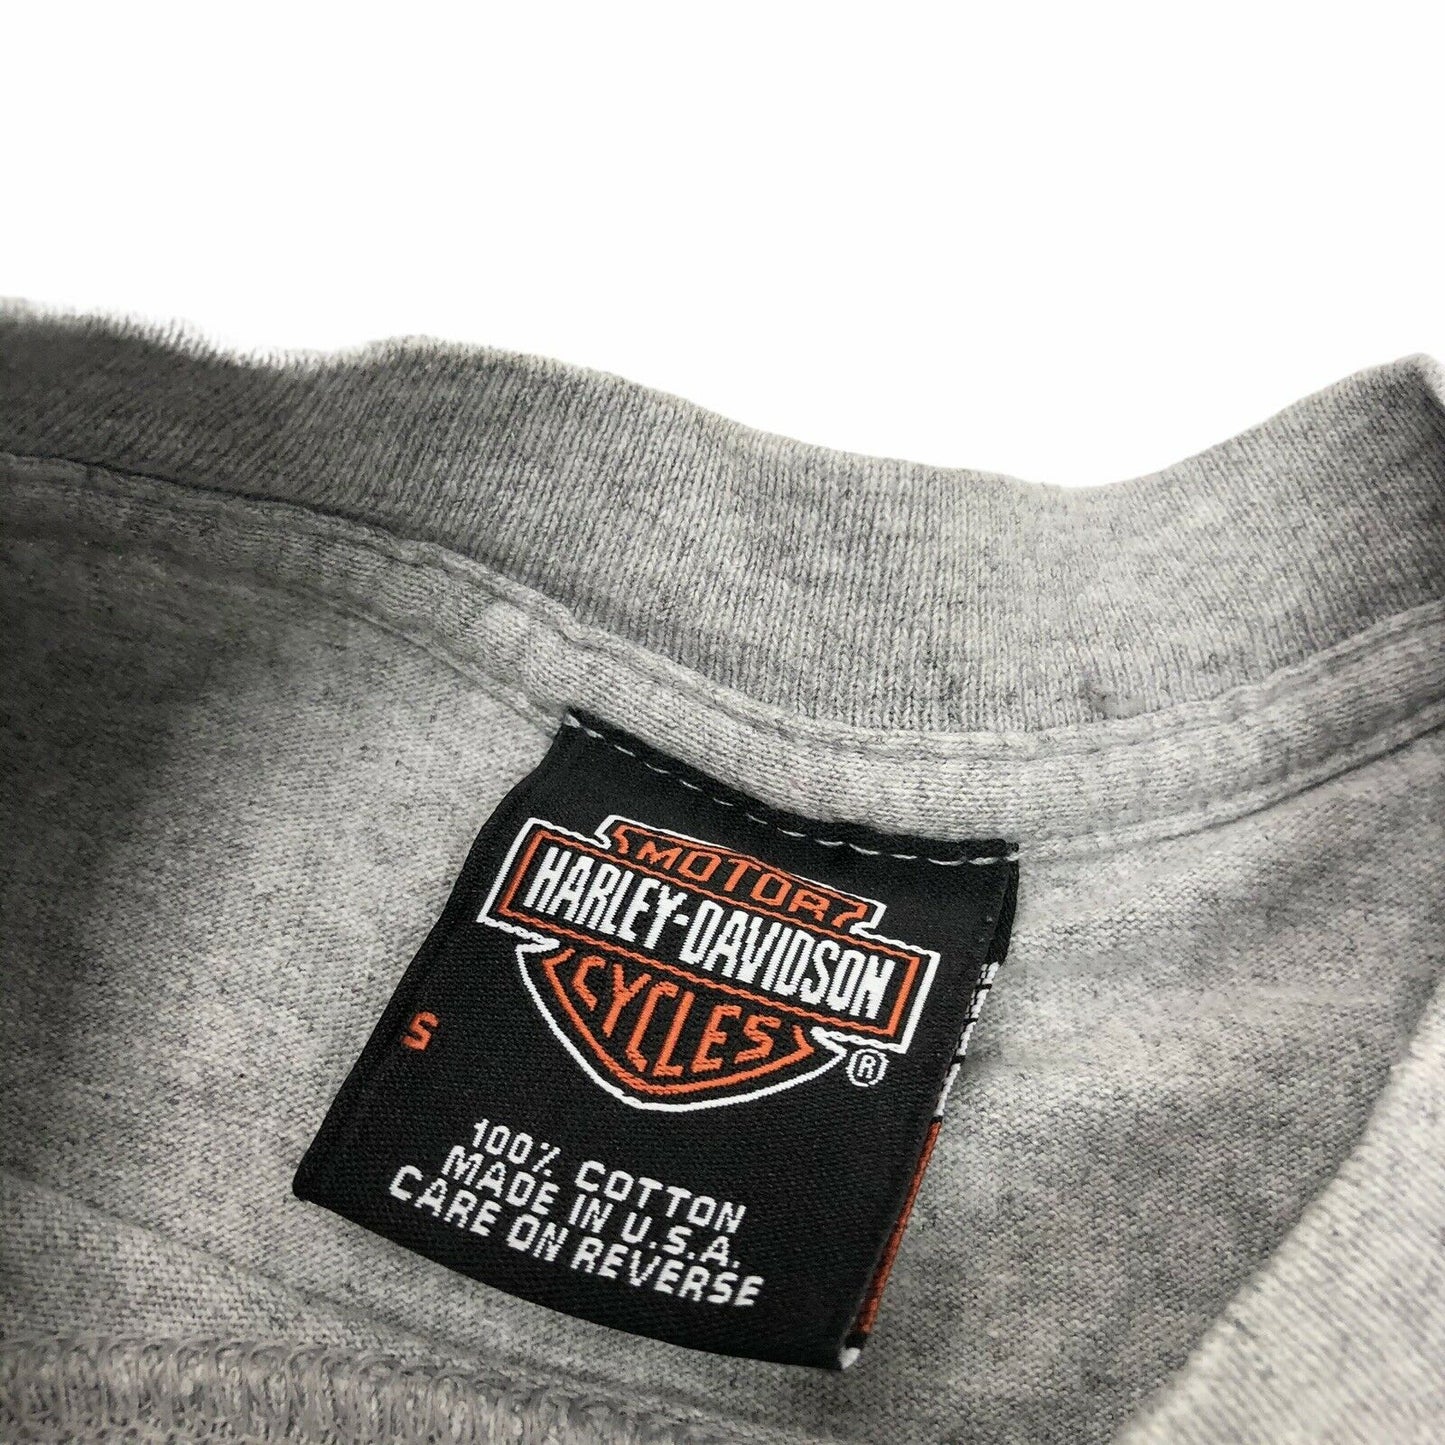 MOTOR
HARLEY-DAVIDSON
CYCLES
®
S
100% COTTON
MADE IN U.S.A.
CARE ON REVERSE